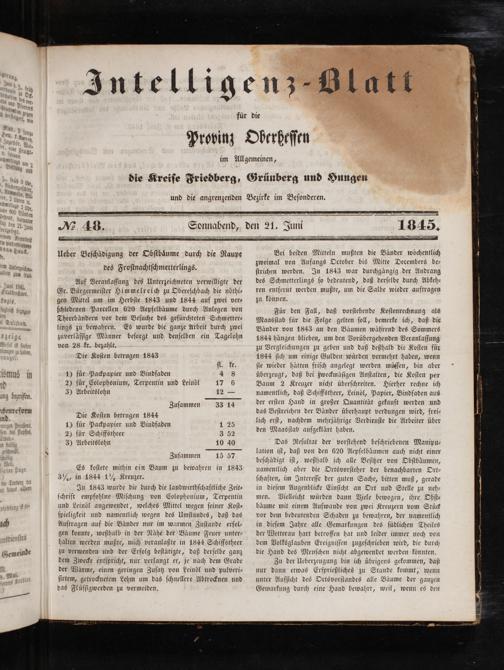 Intelligenz-Blatt
für die
Provinz Oberhessen
im Allgemeinen,
die Kreise Friedberg, Grünberg und Hungen
und die angrenzenden Bezirke im Besonderen.
№ 48. Sonnabend, den 21. Juni 1845.
Ueber Beschädigung der Obstbäume durch die Raupe
des Frostnachtschmetterlings.
Auf Veranlassung des Unterzeichneten verwilligte der
Gr. Bürgermeister Himmelreich zu Oberrosbach die nöthi-
gen Mittel um im Herbste 1843 und 1844 auf zwei ver-
schiedenen Parcellen 620 Aepfelbäume durch Anlegen von
Theerbändern vor dem Besuche des gefürchteten Schmetter-
lings zu bewahren. Es wurde die ganze Arbeit durch zwei
zuverlässige Männer besorgt und denselben ein Tagelohn
von 28 kr. bezahlt.
Die Kosten betrugen 1843
fl. kr.
1) für Packpapier und Bindfaden 4 8
2) für Colophonium, Terpentin und Leinöl 17 6
3) Arbeitslohn 12 —
Zusammen 33 14
Die Kosten betrugen 1844
1) für Packpapier und Bindfaden 1 25
2) für Schifftheer 3 52
3) Arbeitslohn 10 40
Zusammen 15 57
Es kostete mithin ein Baum zu bewahren in 1843
3¼, in 1844 1½ Kreuzer.
In 1843 wurde die durch die landwirthschaftliche Zeit-
schrift empfohlne Mischung von Colophonium, Terpentin
und Leinöl angewendet, welches Mittel wegen seiner Kost-
spieligkeit und namentlich wegen des Umstandes, daß das
Auftragen auf die Bänder nur im warmen Zustande erfol-
gen konnte, weßhalb in der Nähe der Bäume Feuer unter-
halten werden mußte, mich veranlaßte in 1844 Schifftheer
zu verwenden und der Erfolg bestätigte, daß derselbe ganz
dem Zweck entspricht, nur verlangt er, je nach dem Grade
der Wärme, einen geringen Zusatz von Leinöl und pulveri-
sirtem, getrocknetem Lehm um das schnellere Abtrocknen und
das Flüssigwerden zu vermeiden.
Bei beiden Mitteln mußten die Bänder wöchentlich
zweimal von Anfangs October bis Mitte Decembers be-
strichen werden. In 1843 war durchgängig der Andrang
des Schmetterlings so bedeutend, daß derselbe durch Abkeh-
ren entfernt werden mußte, um die Salbe wieder auftragen
zu können.
Für den Fall, daß vorstehende Kostenrechnung als
Maasstab für die Folge gelten soll, bemerke ich, daß die
Bänder von 1843 an den Bäumen während des Sommers
1844 hängen blieben, um den Vorübergehenden Veranlassung
zu Vergleichungen zu geben und daß deßhalb die Kosten für
1844 sich um einige Gulden würden vermehrt haben, wenn
sie wieder hätten frisch angelegt werden müssen, bin aber
überzeugt, daß bei zweckmäßigen Anstalten, die Kosten per
Baum 2 Kreuzer nicht überschreiten. Hierher rechne ich
namentlich, daß Schifftheer, Leinöl, Papier, Bindfaden aus
der ersten Hand in großer Quantität gekauft werden und
das Bestreichen der Bänder überhaupt verdungen wird, frei-
lich erst, nachdem mehrjährige Verdienste die Arbeiter über
den Maasstab aufgeklärt haben.
Das Resultat der vorstehend beschriebenen Manipu-
lation ist, daß von den 620 Aepfelbäumen auch nicht einer
beschädigt ist, weßhalb ich alle Besitzer von Obstbäumen,
namentlich aber die Ortsvorsteher der benachbarten Ort-
schaften, im Interesse der guten Sache, bitten muß, gerade
in diesem Augenblick Einsicht an Ort und Stelle zu neh-
men. Vielleicht würden dann Viele bewogen, ihre Obst-
bäume mit einem Aufwande von zwei Kreuzern vom Stück
vor dem bedeutenden Schaden zu bewahren, der namentlich
in diesem Jahre alle Gemarkungen des südlichen Theiles
der Wetterau hart betroffen hat und leider immer noch von
dem Volksglauben Ereignissen zugeschrieben wird, die durch
die Hand des Menschen nicht abgewendet werden könnten.
Zu der Ueberzeugung bin ich übrigens gekommen, daß
nur dann etwas Ersprießliches zu Stande kommt, wenn
unter Aufsicht des Ortsvorstandes alle Bäume der ganzen
Gemarkung durch eine Hand bewahrt, weil, wenn es den